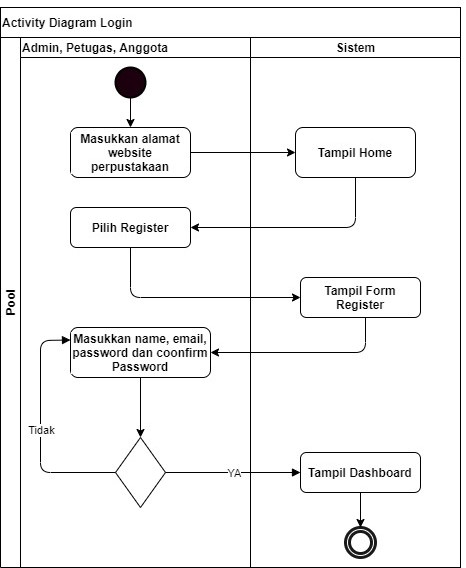 Activity Diagram Login
Admin, Petugas, Anggota
Sistem
Pool
Masukkan alamat
website
perpustakaan
Tampil Home
Pilih Register
Tampil Form
Register
Masukkan name, email,
password dan coonfirm
Password
Tidak
YA
Tampil Dashboard